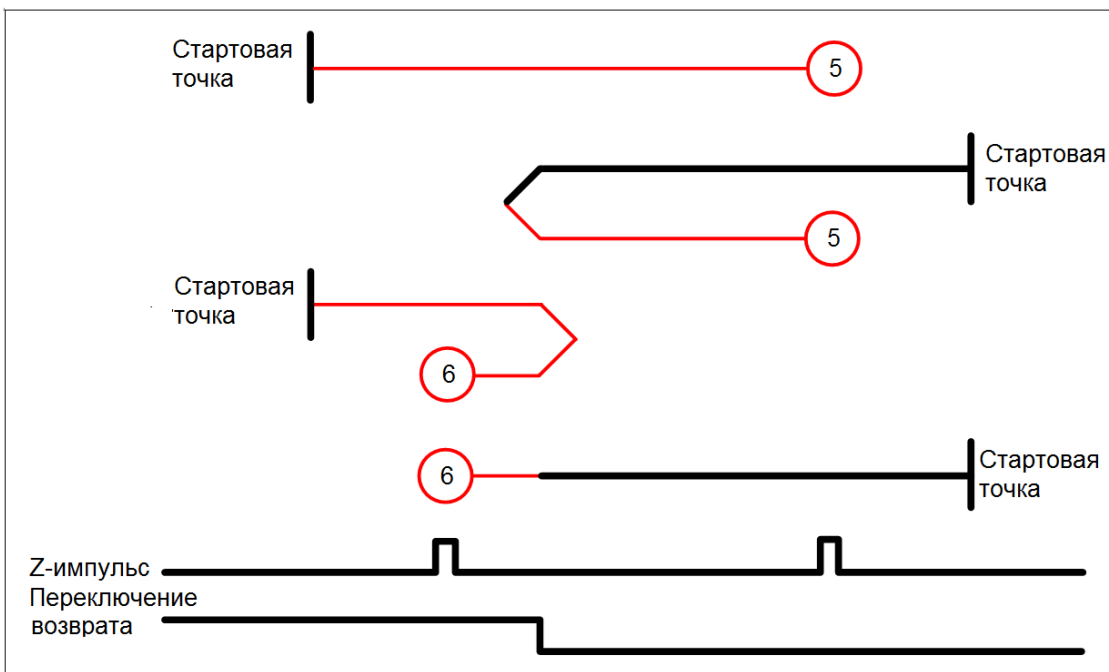 Стартовая
точка
5
Стартовая
точка
5
Стартовая
точка
6
6
Стартовая
точка
Z-импульс
Переключение
возврата